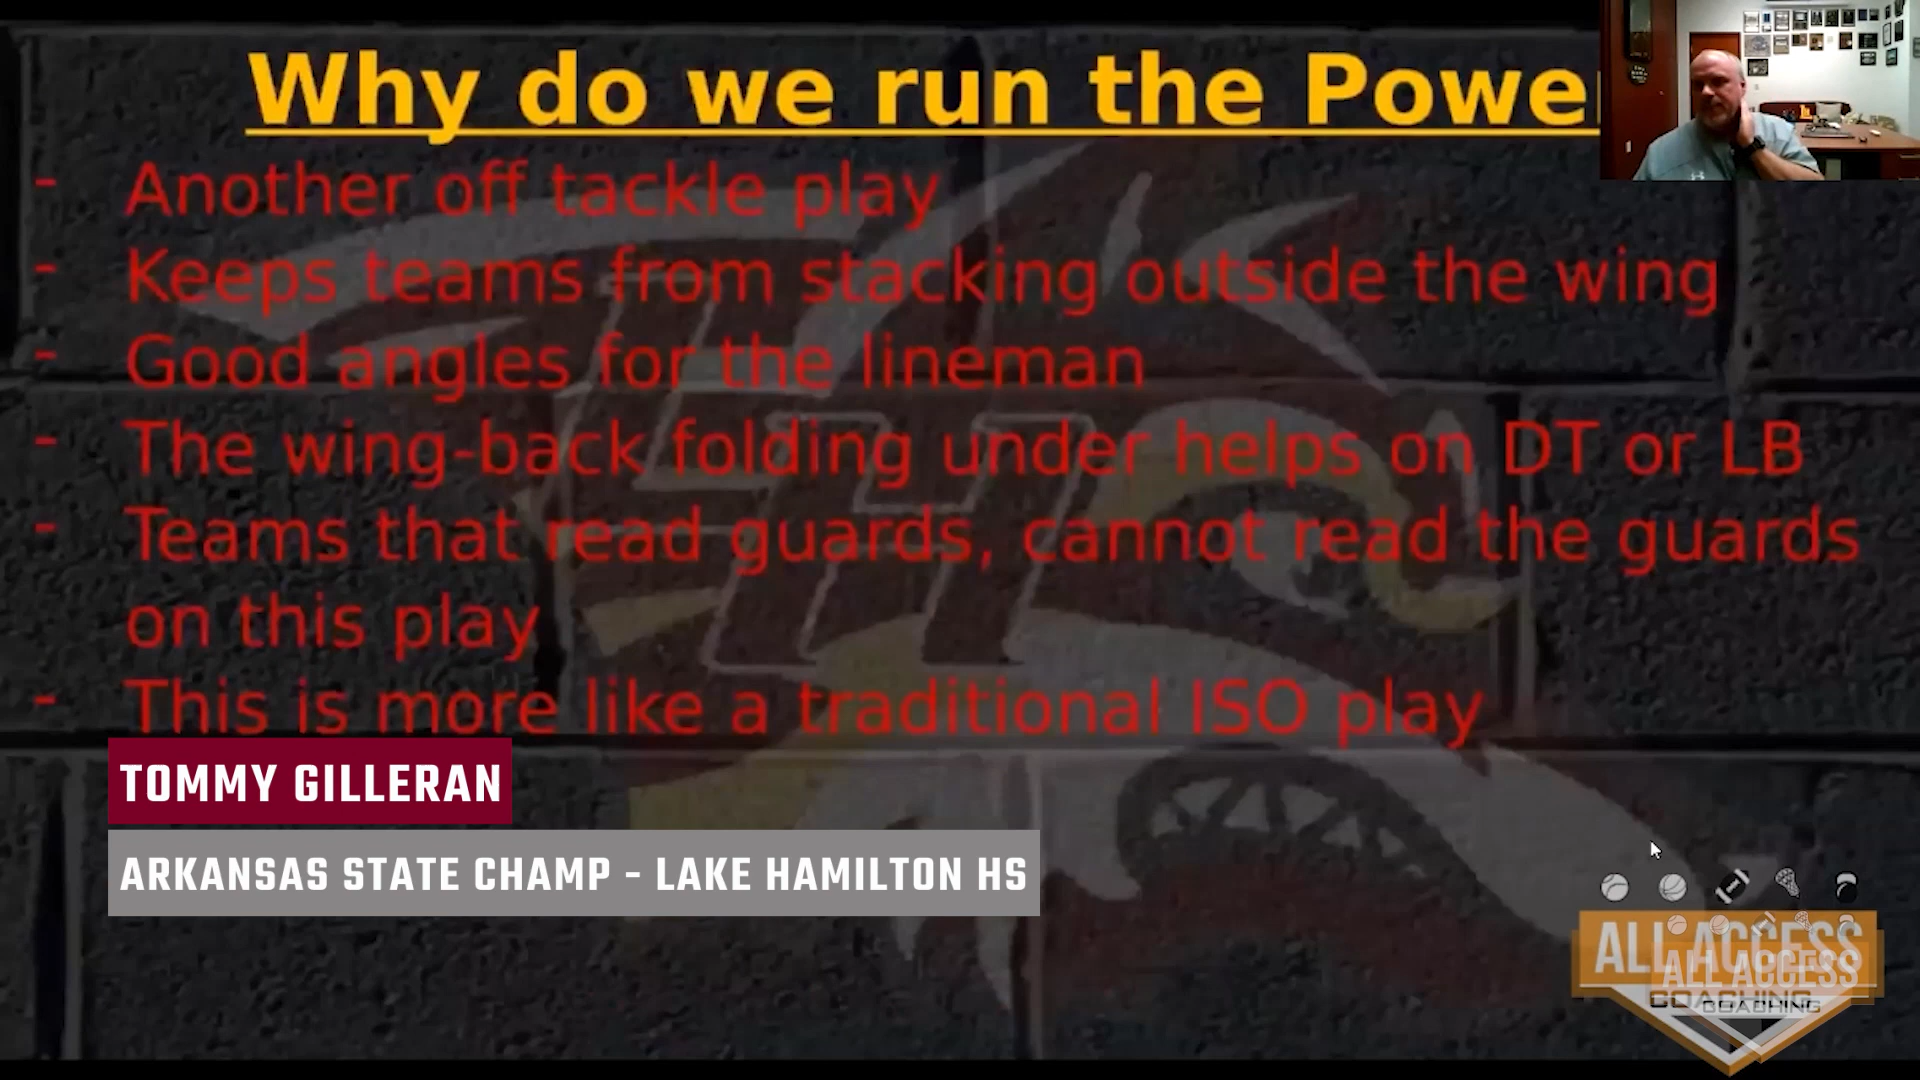 Why do we run the Powe
- Another off tackle play
- Keeps teams from stacking outside the wing
- Good angles for the lineman
- The wing-back folding under helps on DT or LB
- Teams that read guards, cannot read the guards
on this play
- This is more like a traditional ISO play
TOMMY GILLERAN
ARKANSAS STATE CHAMP - LAKE HAMILTON HS
ALL ACCESS
ALL ACCESS
COACHING
COACHING